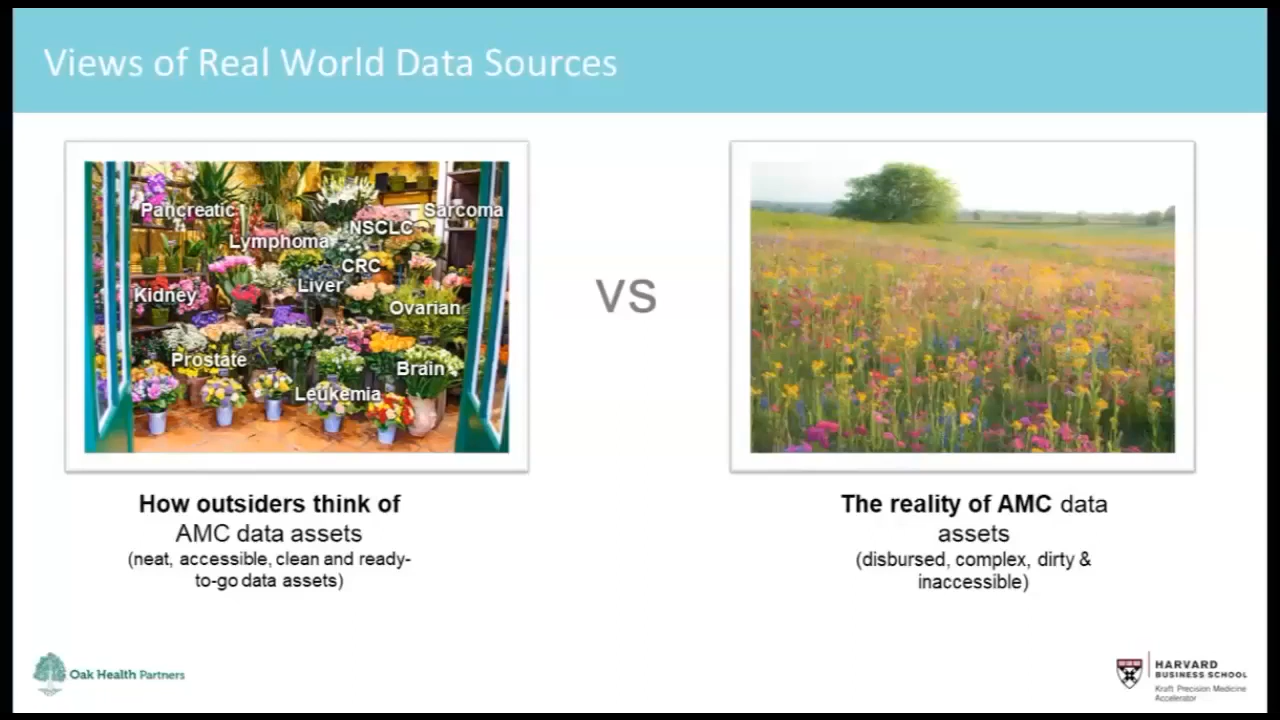 Views of Real World Data Sources
Pancreatic
Sarcoma
NSCLC
Lymphoma
CRC
Liver
Kidney
Ovarian
Prostate
Brain
Leukemia
VS
How outsiders think of
AMC data assets
(neat, accessible, clean and ready-
to-go data assets)
The reality of AMC data
assets
(disbursed, complex, dirty &
inaccessible)
Oak Health Partners
HARVARD
BUSINESS SCHOOL
Kraft Precision Medicine
Accelerator